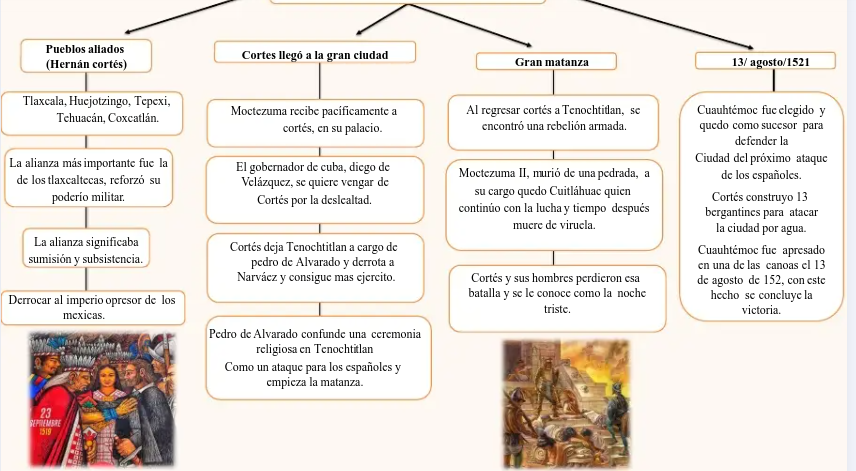 Pueblos aliados
(Hernán cortés)
Tlaxcala, Huejotzingo, Tepexi,
Tehuacán, Coxcatlán.
La alianza más importante fue la
de los tlaxcaltecas, reforzó su
poderío militar.
La alianza significaba
sumisión y subsistencia.
Derrocar al imperio opresor de los
mexicas.
23
SEPTIEMBRE
1519
Cortes llegó a la gran ciudad
Moctezuma recibe pacíficamente a
cortés, en su palacio.
El gobernador de cuba, diego de
Velázquez, se quiere vengar de
Cortés por la deslealtad.
Cortés deja Tenochtitlan a cargo de
pedro de Alvarado y derrota a
Narváez y consigue mas ejercito.
Pedro de Alvarado confunde una ceremonia
religiosa en Tenochtitlan
Como un ataque para los españoles y
empieza la matanza.
Gran matanza
Al regresar cortés a Tenochtitlan, se
encontró una rebelión armada.
Moctezuma II, murió de una pedrada, a
su cargo quedo Cuitláhuac quien
continúo con la lucha y tiempo después
muere de viruela.
Cortés y sus hombres perdieron esa
batalla y se le conoce como la noche
triste.
13/ agosto/1521
Cuauhtémoc fue elegido y
quedo como sucesor para
defender la
Ciudad del próximo ataque
de los españoles.
Cortés construyo 13
bergantines para atacar
la ciudad por agua.
Cuauhtémoc fue apresado
en una de las canoas el 13
de agosto de 152, con este
hecho se concluye la
victoria.